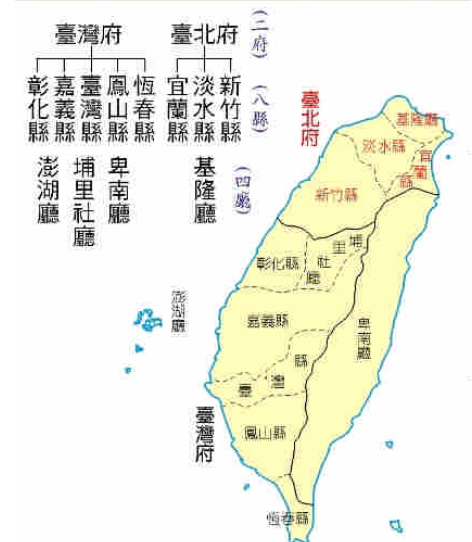 (二府)
臺北府
臺灣府
(八縣)
新竹縣
淡水縣
宜蘭縣
恆春縣
鳳山縣
臺灣縣
嘉義縣
彰化縣
(四廳)
基隆廳
卑南廳
埔里社廳
澎湖廳
臺北府
基隆廳
淡水縣
宜蘭縣
新竹縣
埔里社廳
彰化縣
澎湖廳
嘉義縣
卑南廳
臺灣縣
臺灣府
鳳山縣
恆春縣